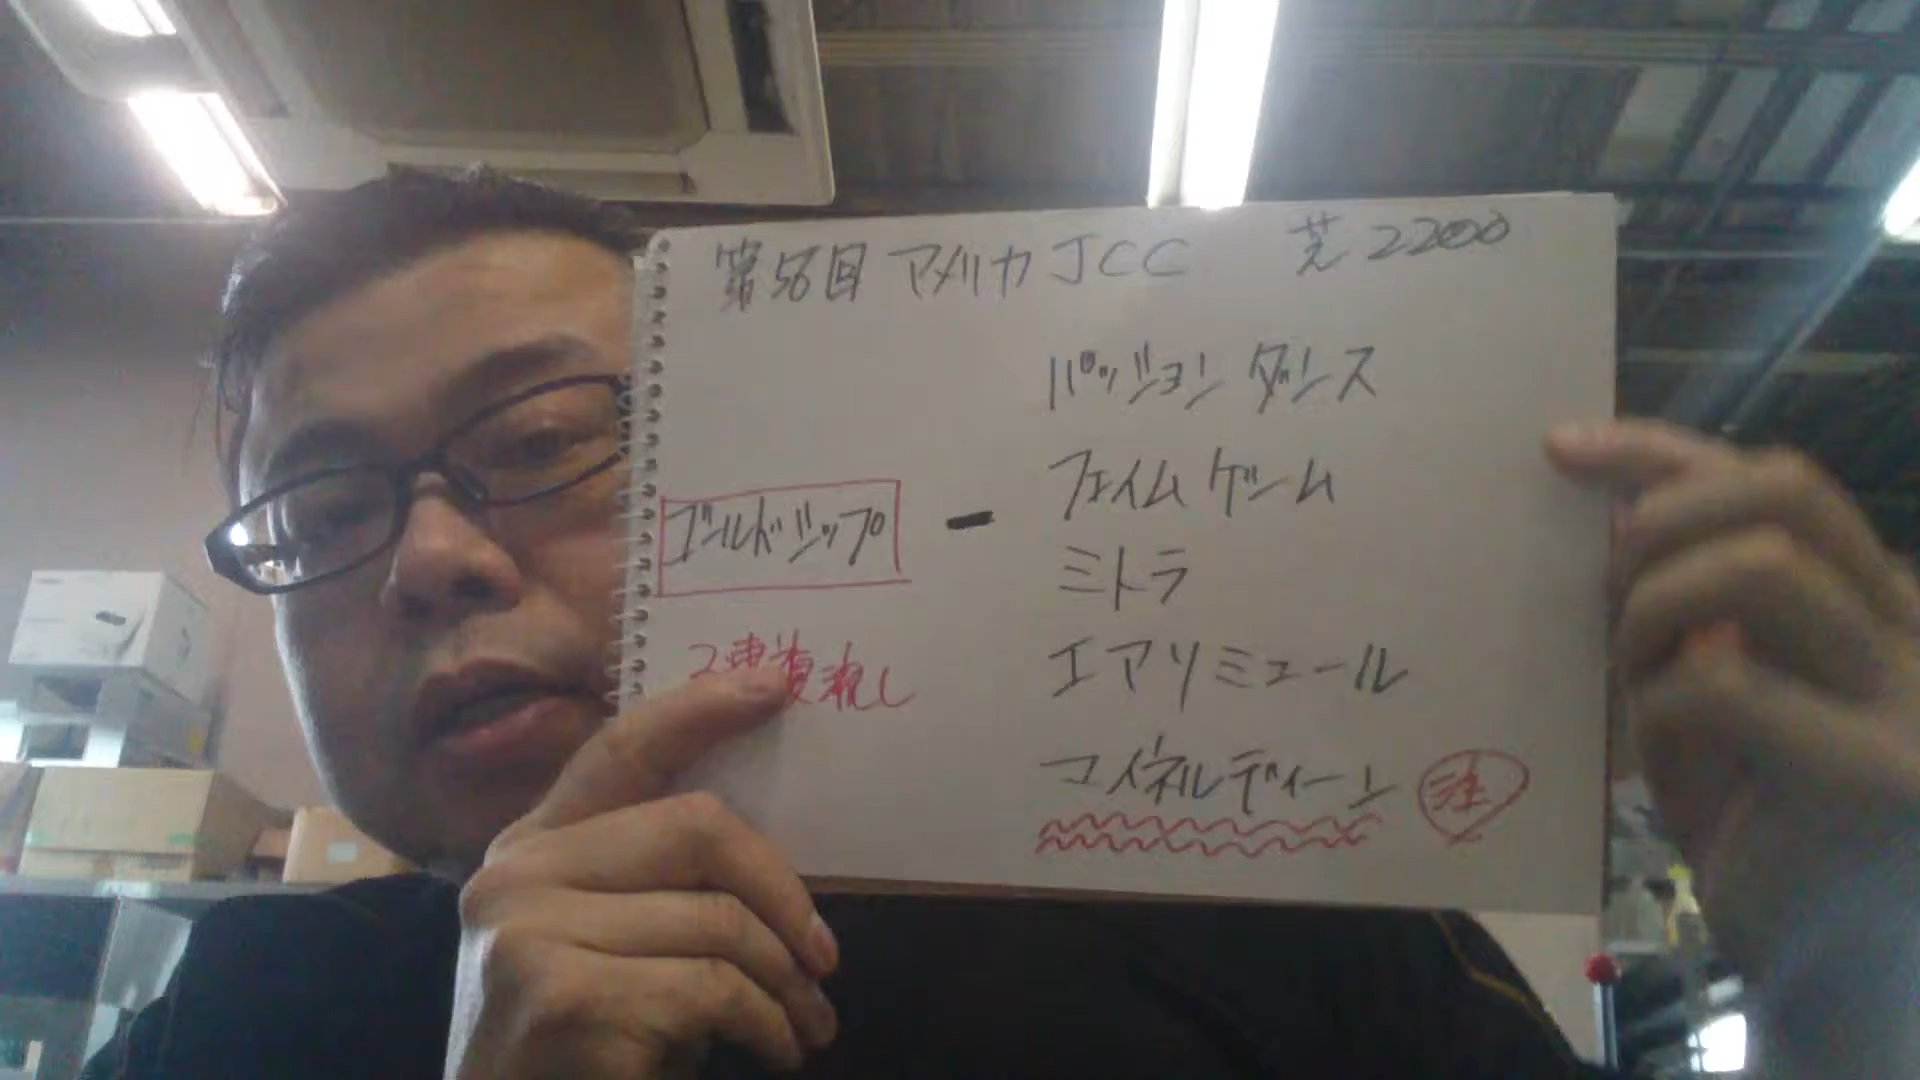 第56回 アメリカJCC 芝2200
パッションダンス
フェイムゲーム
ゴールドシップ -
ミトラ
エアソミュール
2連複流し
マイネルディーン 注